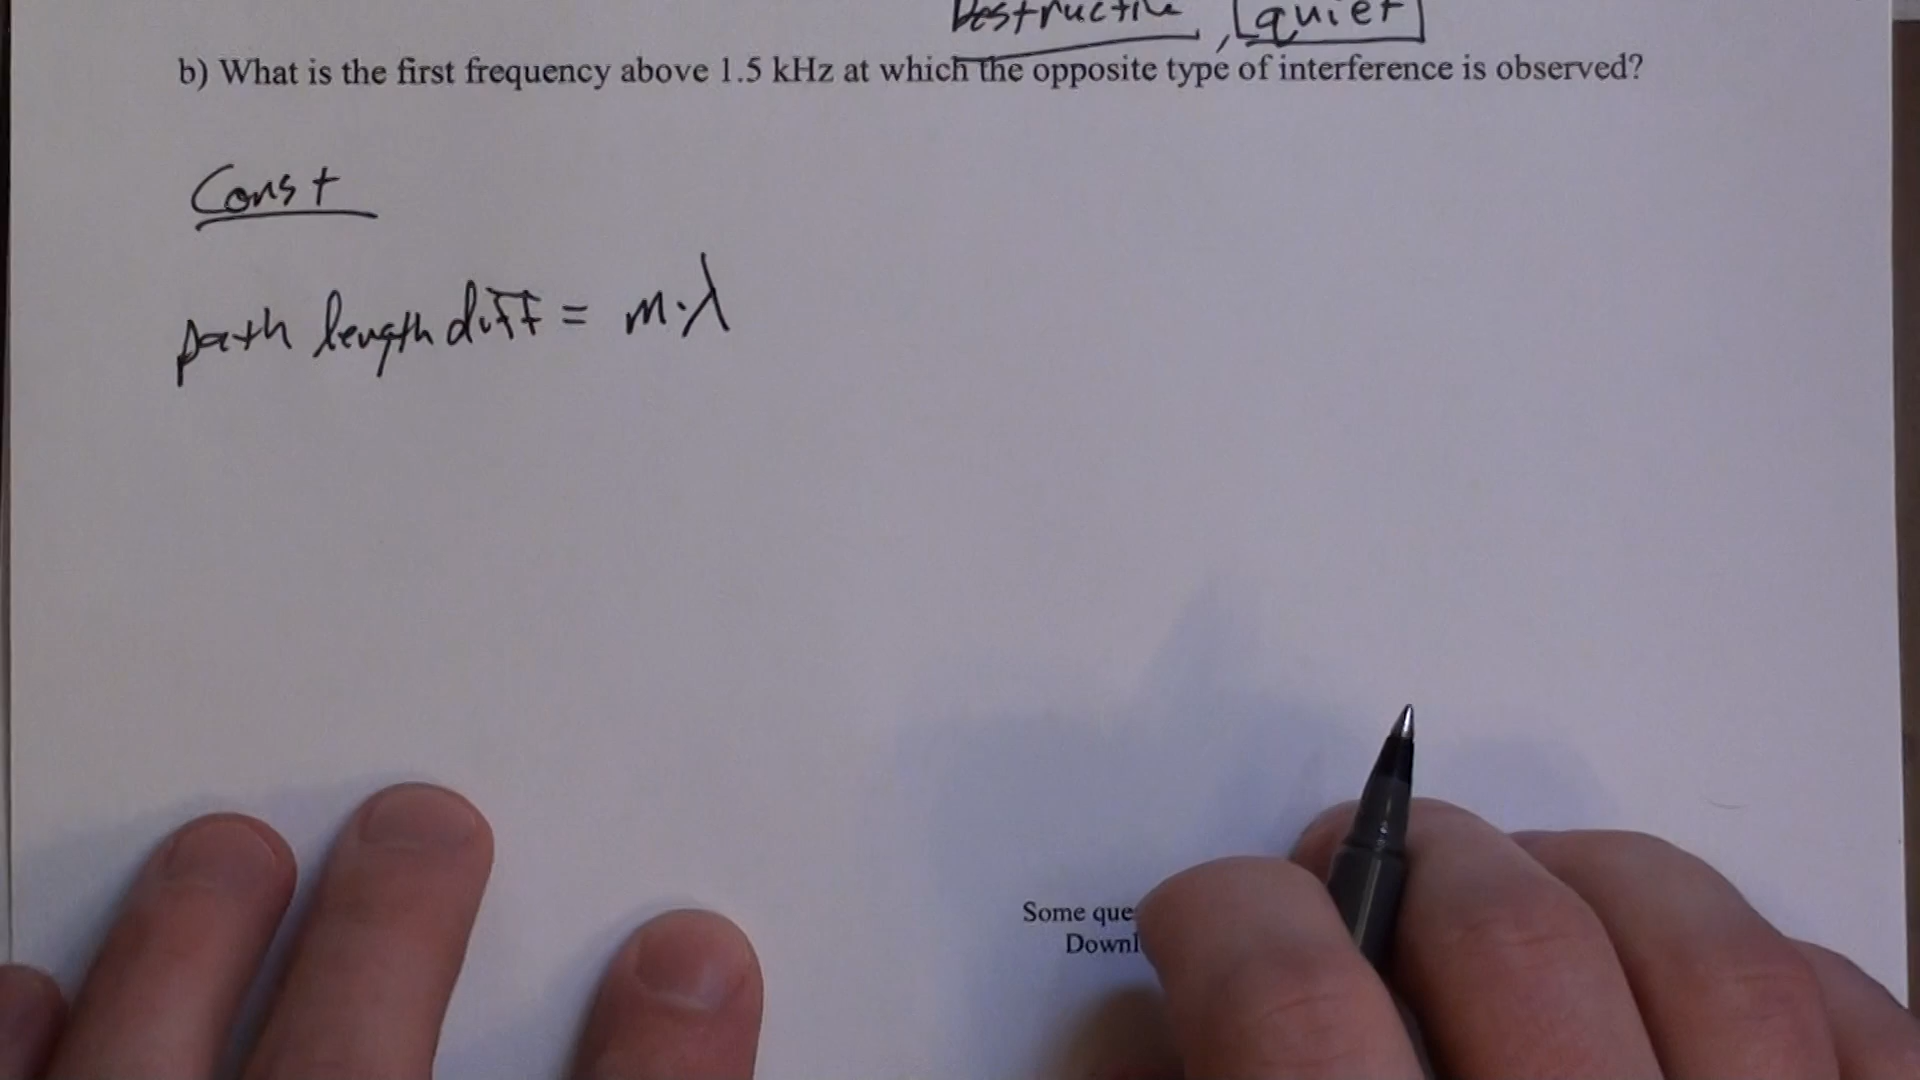 Destructive, quiet
b) What is the first frequency above 1.5 kHz at which the opposite type of interference is observed?
Const
path length diff = m·λ
Some que
Downl